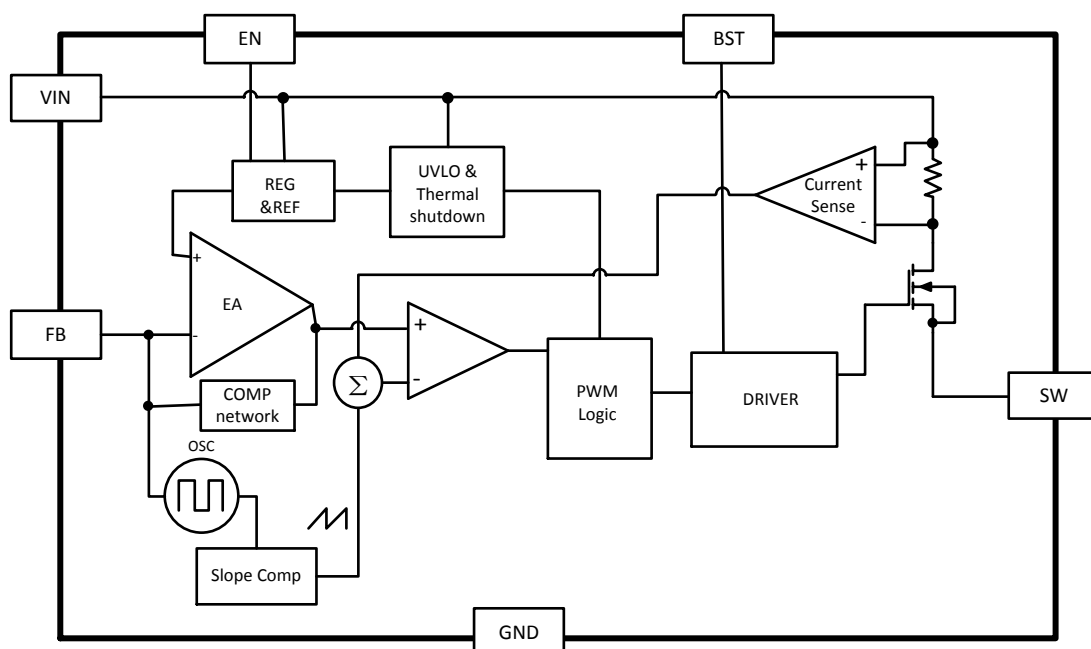 EN
BST
VIN
REG
&REF
UVLO &
Thermal
shutdown
+
Current
Sense
-
+
EA
-
FB
+
-
Σ
COMP
network
PWM
Logic
DRIVER
SW
OSC
Slope Comp
GND